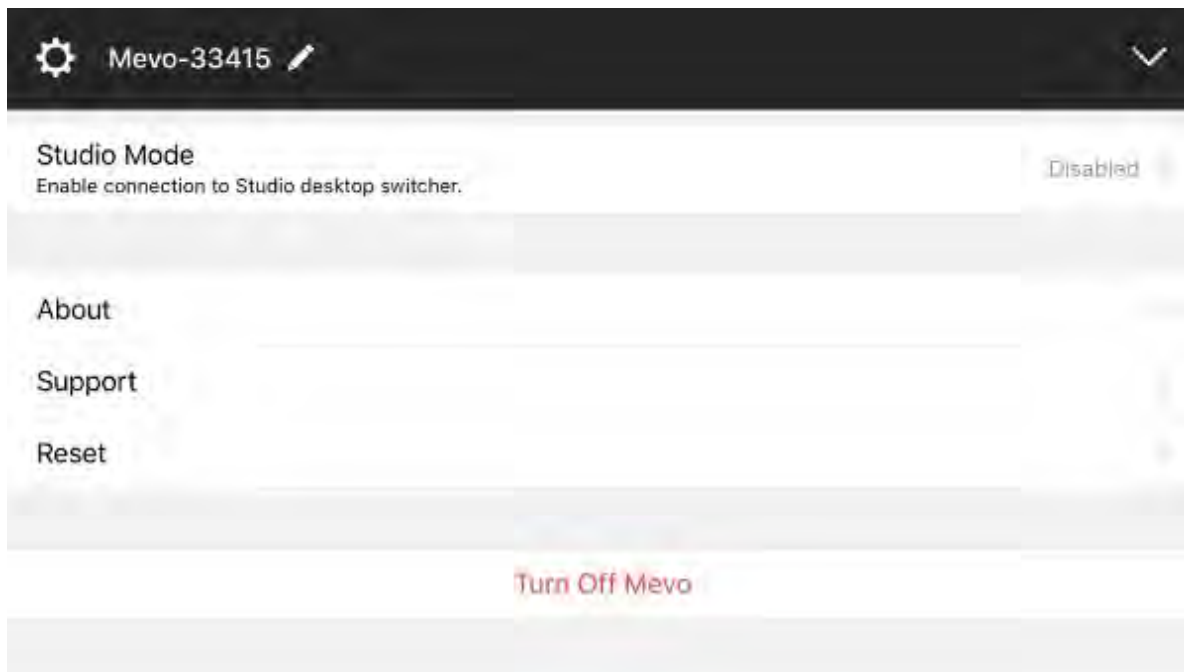 Mevo-33415
Studio Mode
Disabled
Enable connection to Studio desktop switcher.
About
Support
Reset
Turn Off Mevo